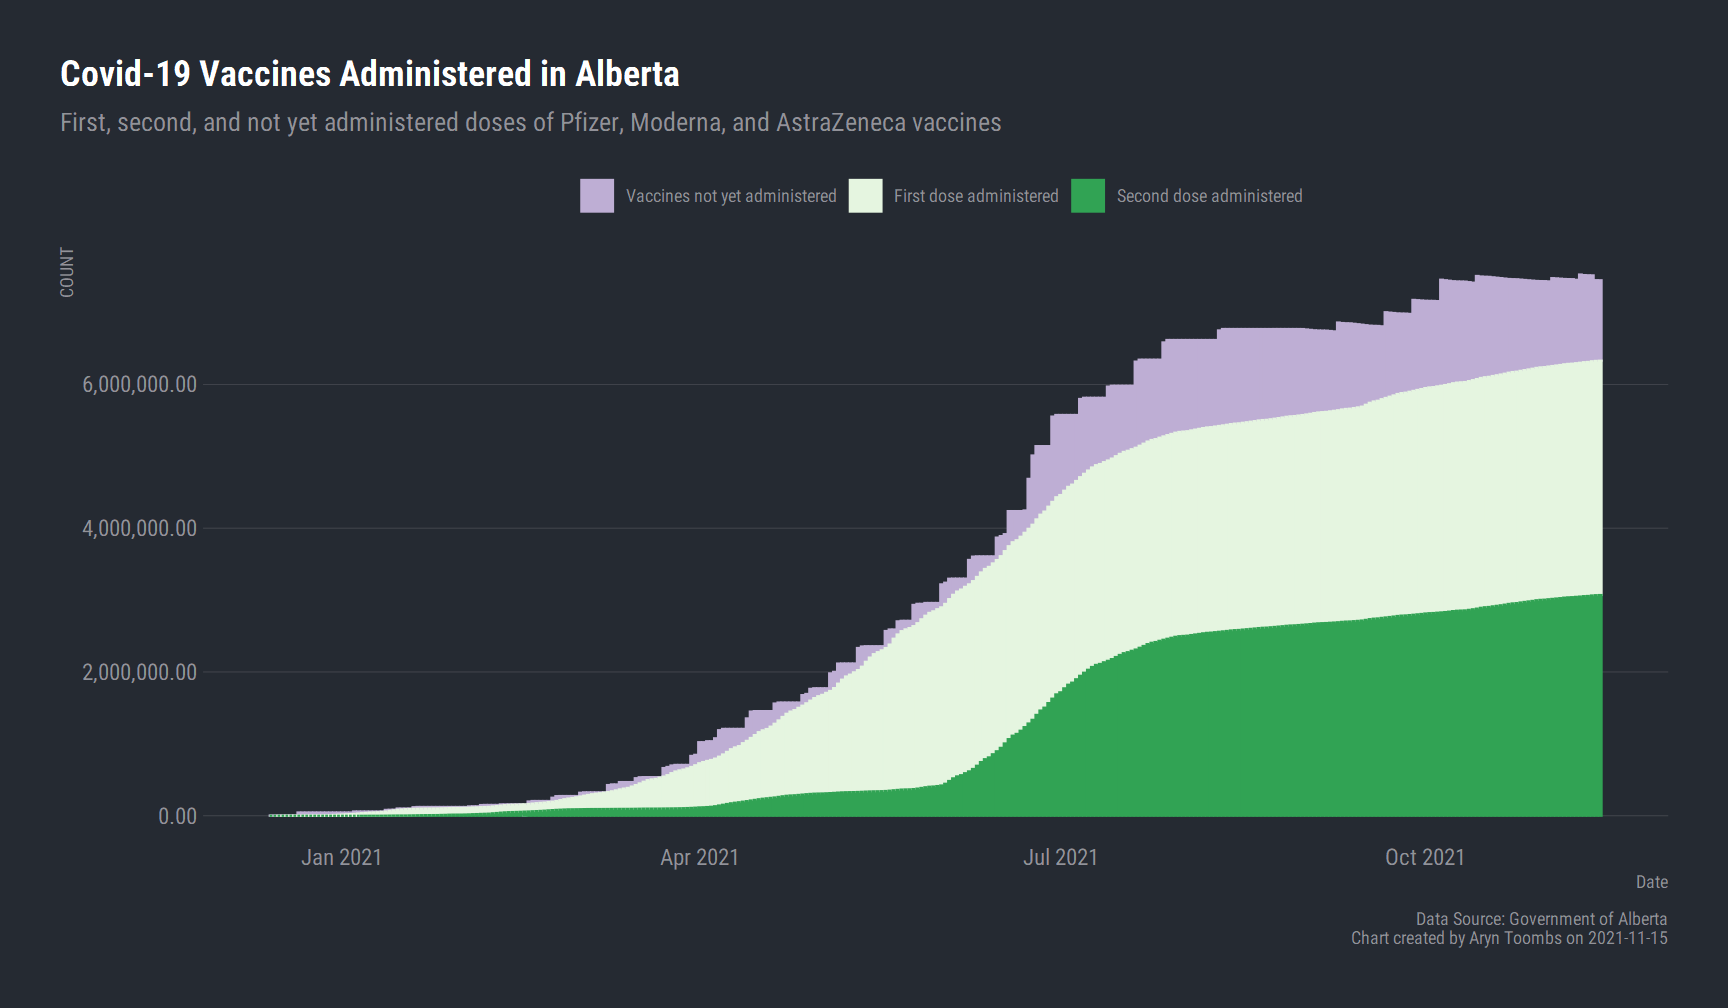 Covid-19 Vaccines Administered in Alberta
First, second, and not yet administered doses of Pfizer, Moderna, and AstraZeneca vaccines
Vaccines not yet administered First dose administered Second dose administered
COUNT
6,000,000.00
4,000,000.00
2,000,000.00
0.00
Jan 2021 Apr 2021 Jul 2021 Oct 2021
Date
Data Source: Government of Alberta
Chart created by Aryn Toombs on 2021-11-15